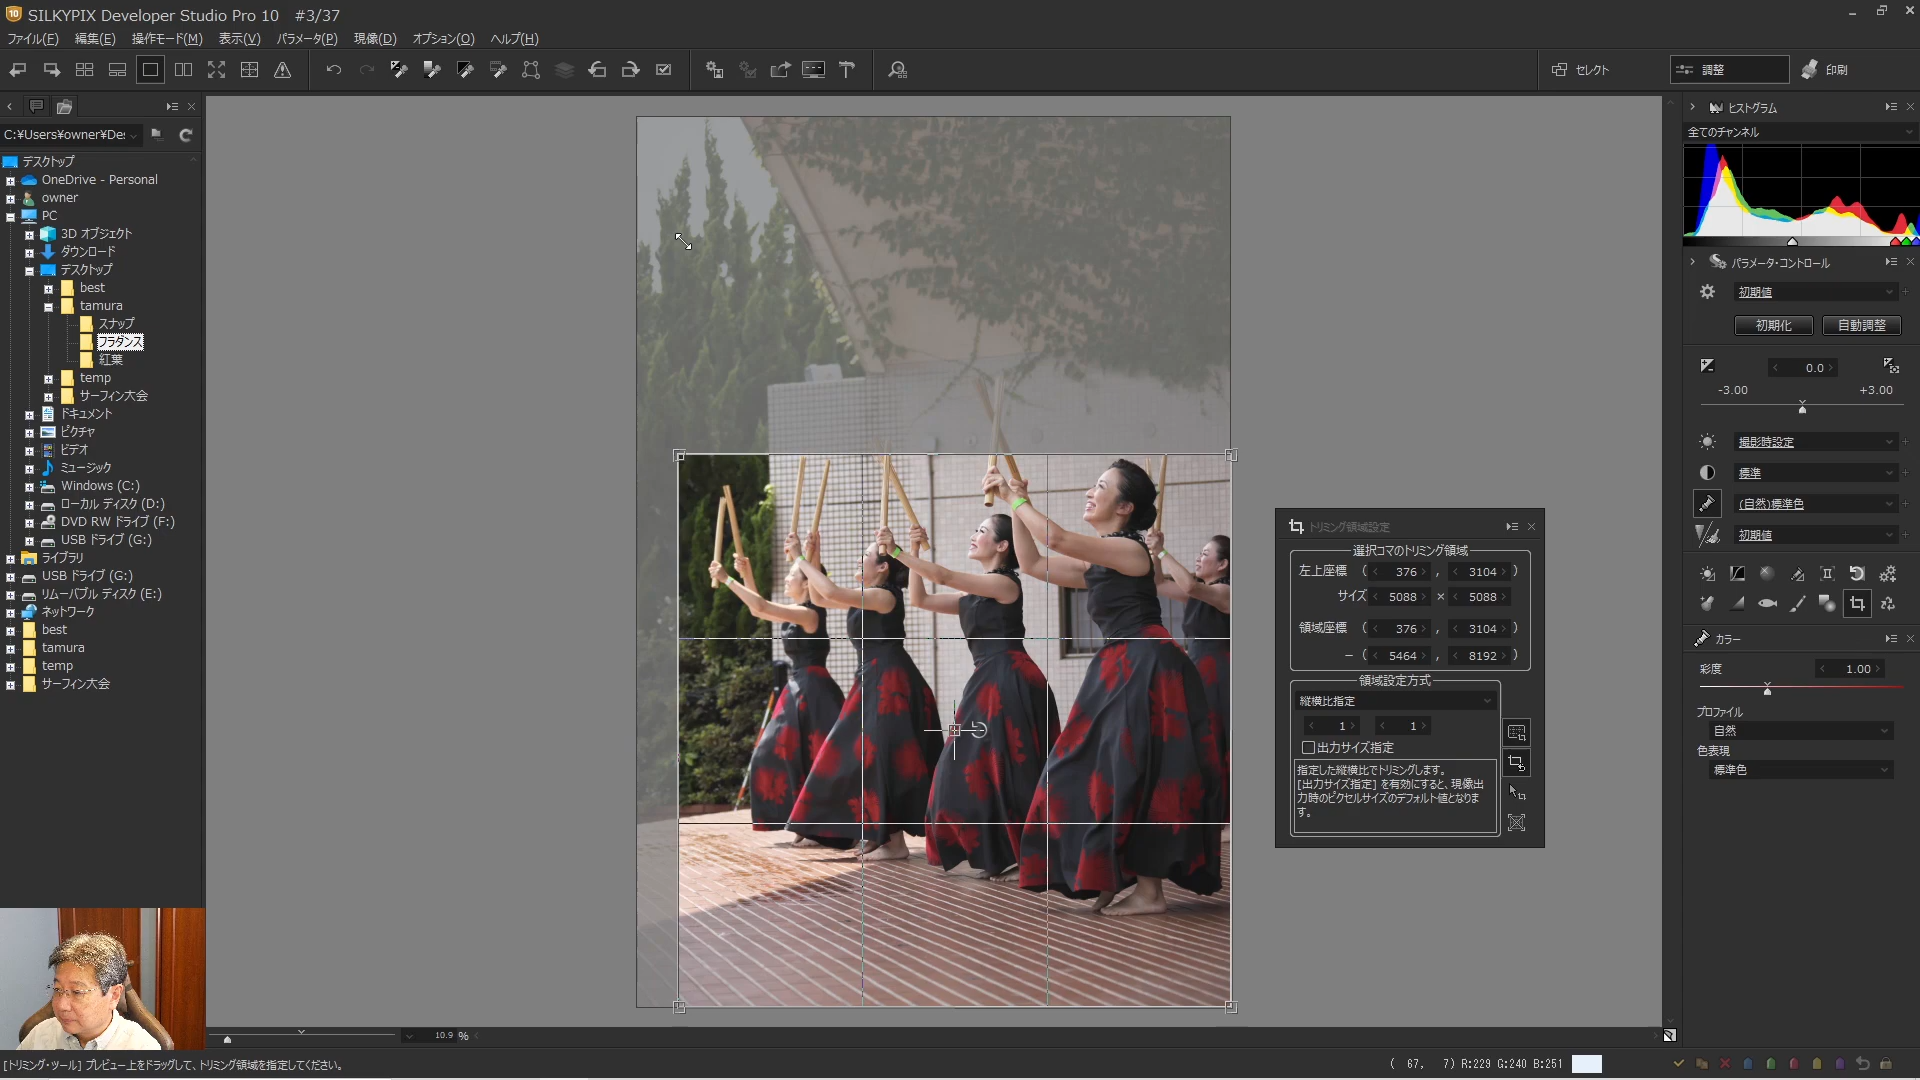 SILKYPIX Developer Studio Pro 10 #3/37
ファイル(F) 編集(E) 操作モード(M) 表示(V) パラメータ(P) 現像(D) オプション(O) ヘルプ(H)
セレクト 調整 印刷
C:¥Users¥owner¥De
デスクトップ
OneDrive - Personal
owner
PC
3D オブジェクト
ダウンロード
デスクトップ
best
tamura
スナップ
フラダンス
紅葉
temp
サーフィン大会
ドキュメント
ピクチャ
ビデオ
ミュージック
Windows (C:)
ローカル ディスク (D:)
DVD RW ドライブ (F:)
USB ドライブ (G:)
ライブラリ
USB ドライブ (G:)
リムーバブル ディスク (E:)
ネットワーク
best
tamura
temp
サーフィン大会
トリミング領域設定
選択コマのトリミング領域
左上座標 ( 376 , 3104 )
サイズ 5088 × 5088
領域座標 ( 376 , 3104 )
− ( 5464 , 8192 )
領域設定方式
縦横比指定
1 1
出力サイズ指定
指定した縦横比でトリミングします。
[出力サイズ指定] を有効にすると、現像出
力時のピクセルサイズのデフォルト値となりま
す。
ヒストグラム
全てのチャンネル
パラメータ・コントロール
初期値
初期化 自動調整
0.0
-3.00 +3.00
撮影時設定
標準
(自然)標準色
初期値
カラー
彩度 1.00
プロファイル
自然
色表現
標準色
10.9 %
[トリミング・ツール] プレビュー上をドラッグして、トリミング領域を指定してください。
( 67, 7) R:229 G:240 B:251